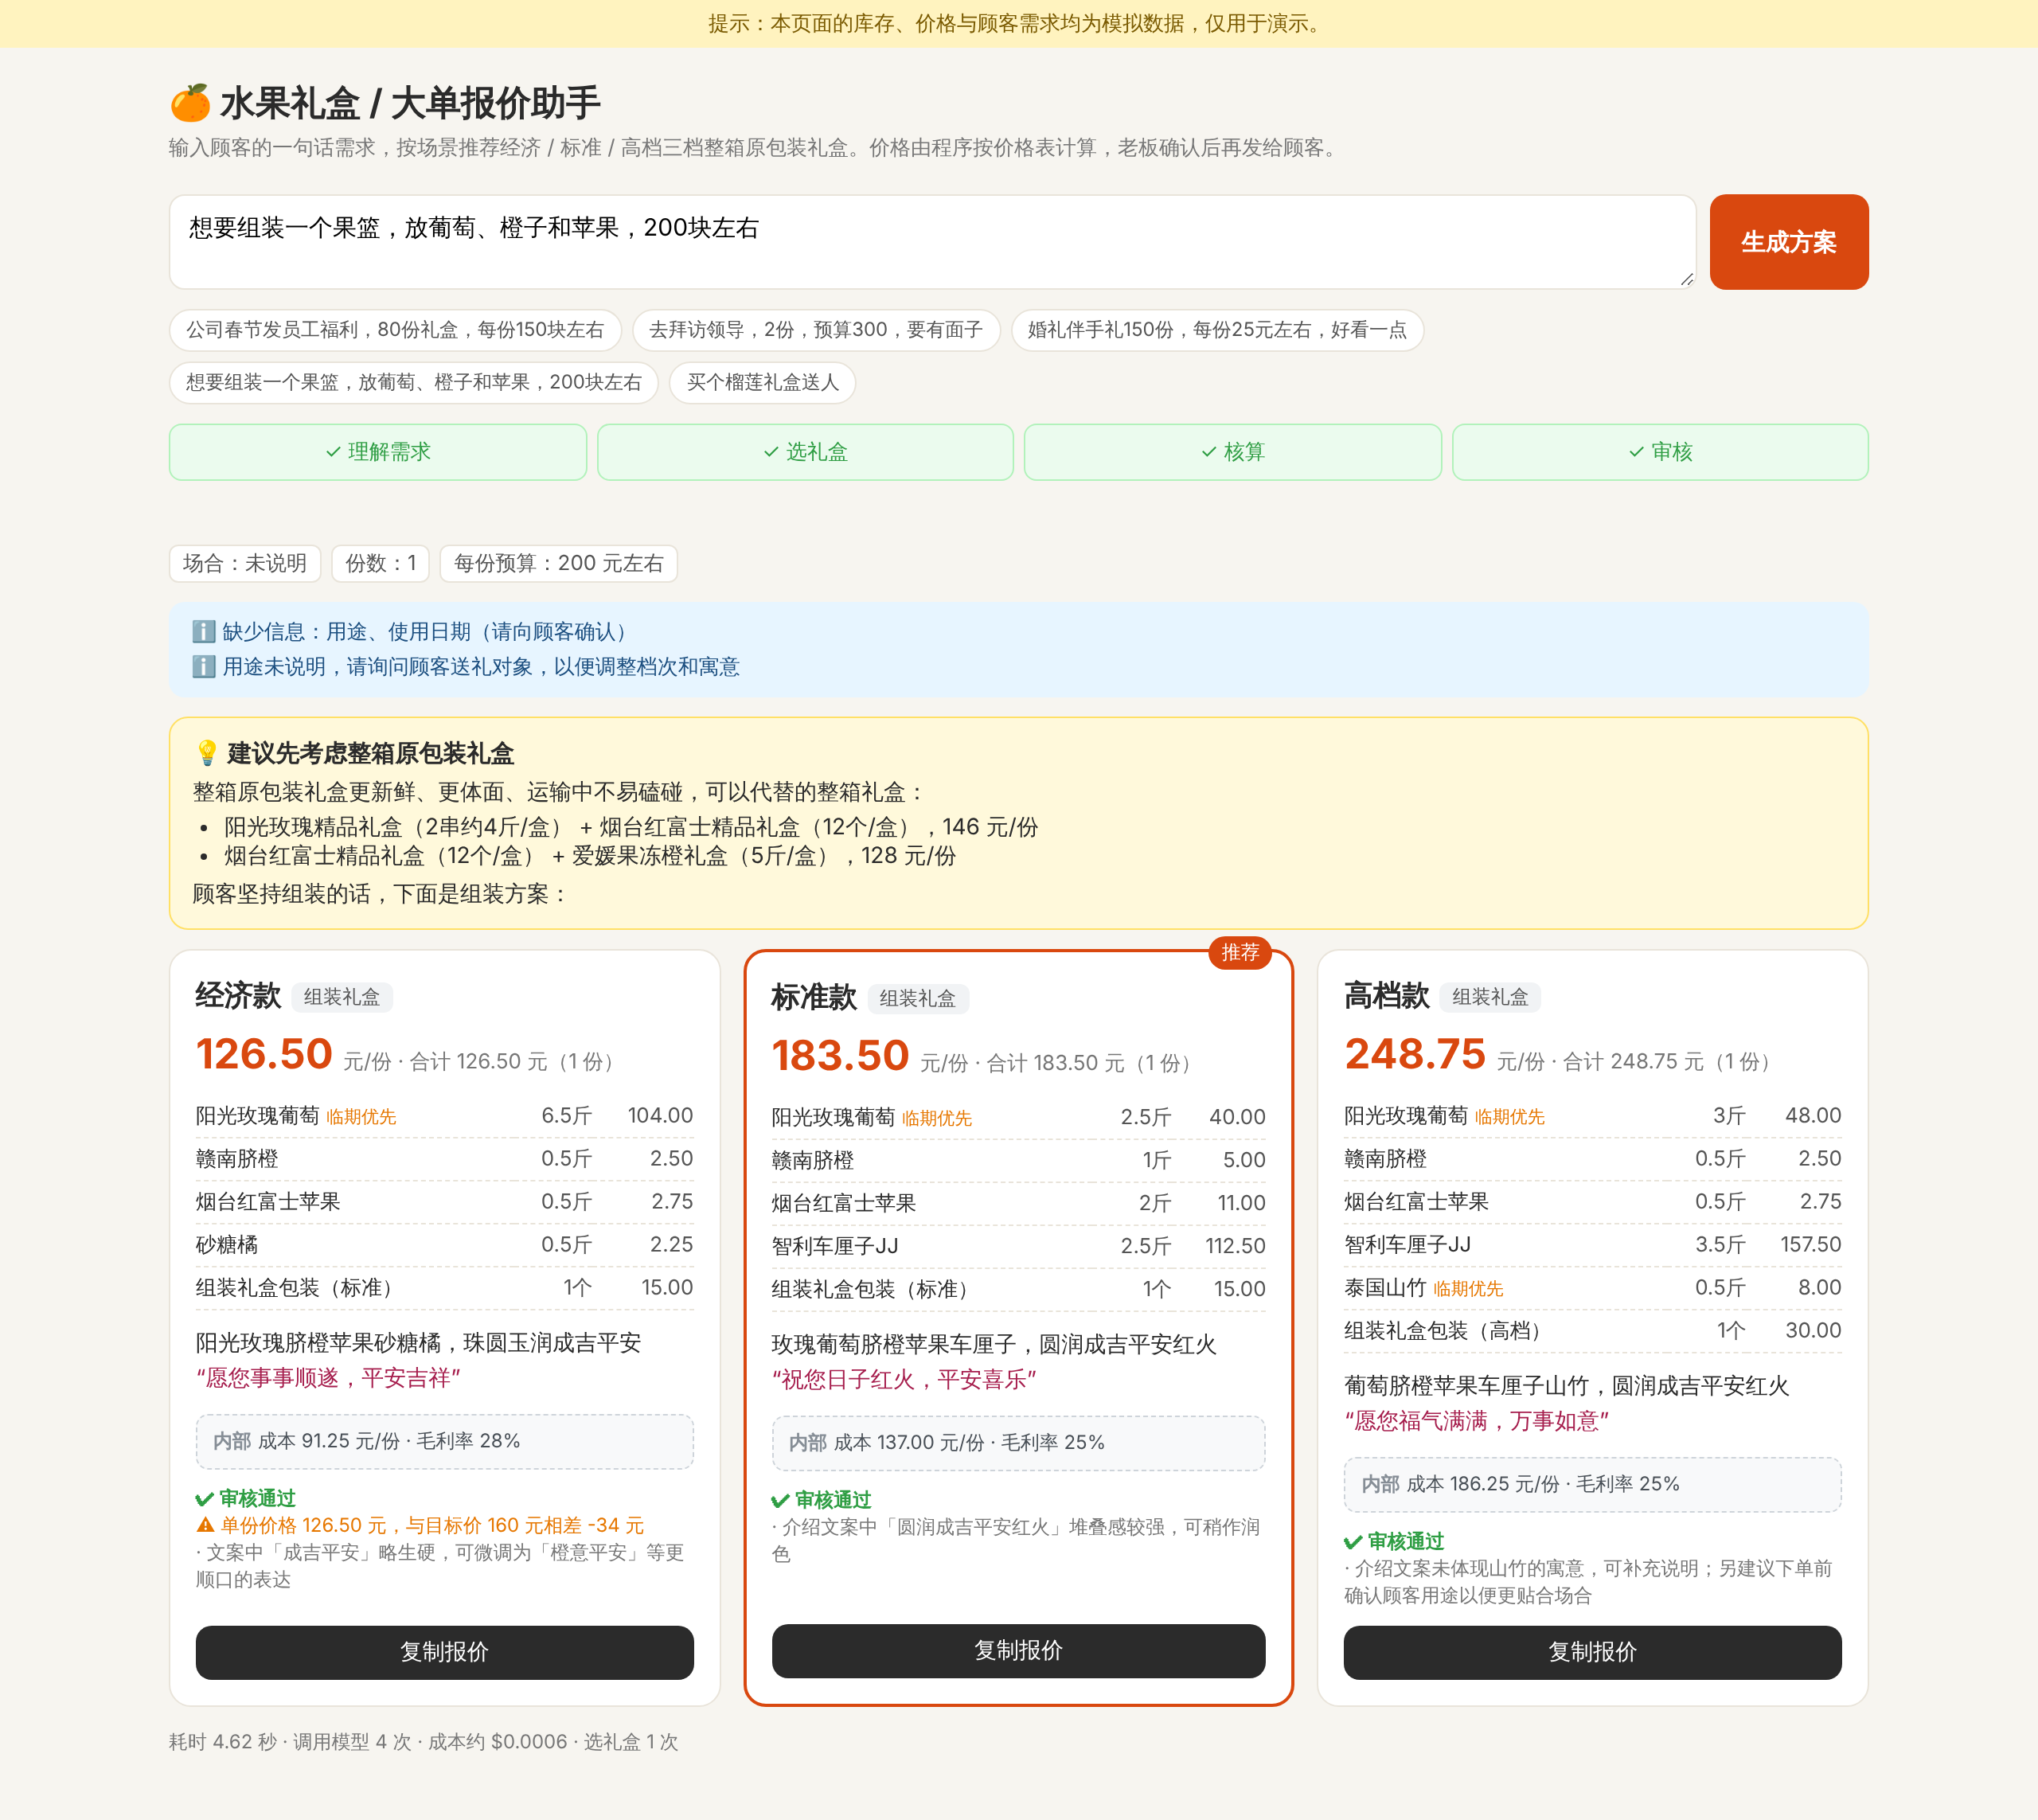 提示：本页面的库存、价格与顾客需求均为模拟数据，仅用于演示。
水果礼盒 / 大单报价助手
输入顾客的一句话需求，按场景推荐经济 / 标准 / 高档三档整箱原包装礼盒。价格由程序按价格表计算，老板确认后再发给顾客。
想要组装一个果篮，放葡萄、橙子和苹果，200块左右
生成方案
公司春节发员工福利，80份礼盒，每份150块左右
去拜访领导，2份，预算300，要有面子
婚礼伴手礼150份，每份25元左右，好看一点
想要组装一个果篮，放葡萄、橙子和苹果，200块左右
买个榴莲礼盒送人
✓ 理解需求
✓ 选礼盒
✓ 核算
✓ 审核
场合：未说明
份数：1
每份预算：200 元左右
ℹ️ 缺少信息：用途、使用日期（请向顾客确认）
ℹ️ 用途未说明，请询问顾客送礼对象，以便调整档次和寓意
💡 建议先考虑整箱原包装礼盒
整箱原包装礼盒更新鲜、更体面、运输中不易磕碰，可以代替的整箱礼盒：
• 阳光玫瑰精品礼盒（2串约4斤/盒） + 烟台红富士精品礼盒（12个/盒），146 元/份
• 烟台红富士精品礼盒（12个/盒） + 爱媛果冻橙礼盒（5斤/盒），128 元/份
顾客坚持组装的话，下面是组装方案：
经济款 组装礼盒
126.50 元/份 · 合计 126.50 元（1 份）
阳光玫瑰葡萄 临期优先 6.5斤 104.00
赣南脐橙 0.5斤 2.50
烟台红富士苹果 0.5斤 2.75
砂糖橘 0.5斤 2.25
组装礼盒包装（标准） 1个 15.00
阳光玫瑰脐橙苹果砂糖橘，珠圆玉润成吉平安
“愿您事事顺遂，平安吉祥”
内部 成本 91.25 元/份 · 毛利率 28%
✔ 审核通过
⚠ 单份价格 126.50 元，与目标价 160 元相差 -34 元
· 文案中「成吉平安」略生硬，可微调为「橙意平安」等更
顺口的表达
复制报价
推荐
标准款 组装礼盒
183.50 元/份 · 合计 183.50 元（1 份）
阳光玫瑰葡萄 临期优先 2.5斤 40.00
赣南脐橙 1斤 5.00
烟台红富士苹果 2斤 11.00
智利车厘子JJ 2.5斤 112.50
组装礼盒包装（标准） 1个 15.00
玫瑰葡萄脐橙苹果车厘子，圆润成吉平安红火
“祝您日子红火，平安喜乐”
内部 成本 137.00 元/份 · 毛利率 25%
✔ 审核通过
· 介绍文案中「圆润成吉平安红火」堆叠感较强，可稍作润
色
复制报价
高档款 组装礼盒
248.75 元/份 · 合计 248.75 元（1 份）
阳光玫瑰葡萄 临期优先 3斤 48.00
赣南脐橙 0.5斤 2.50
烟台红富士苹果 0.5斤 2.75
智利车厘子JJ 3.5斤 157.50
泰国山竹 临期优先 0.5斤 8.00
组装礼盒包装（高档） 1个 30.00
葡萄脐橙苹果车厘子山竹，圆润成吉平安红火
“愿您福气满满，万事如意”
内部 成本 186.25 元/份 · 毛利率 25%
✔ 审核通过
· 介绍文案未体现山竹的寓意，可补充说明；另建议下单前
确认顾客用途以便更贴合场合
复制报价
耗时 4.62 秒 · 调用模型 4 次 · 成本约 $0.0006 · 选礼盒 1 次